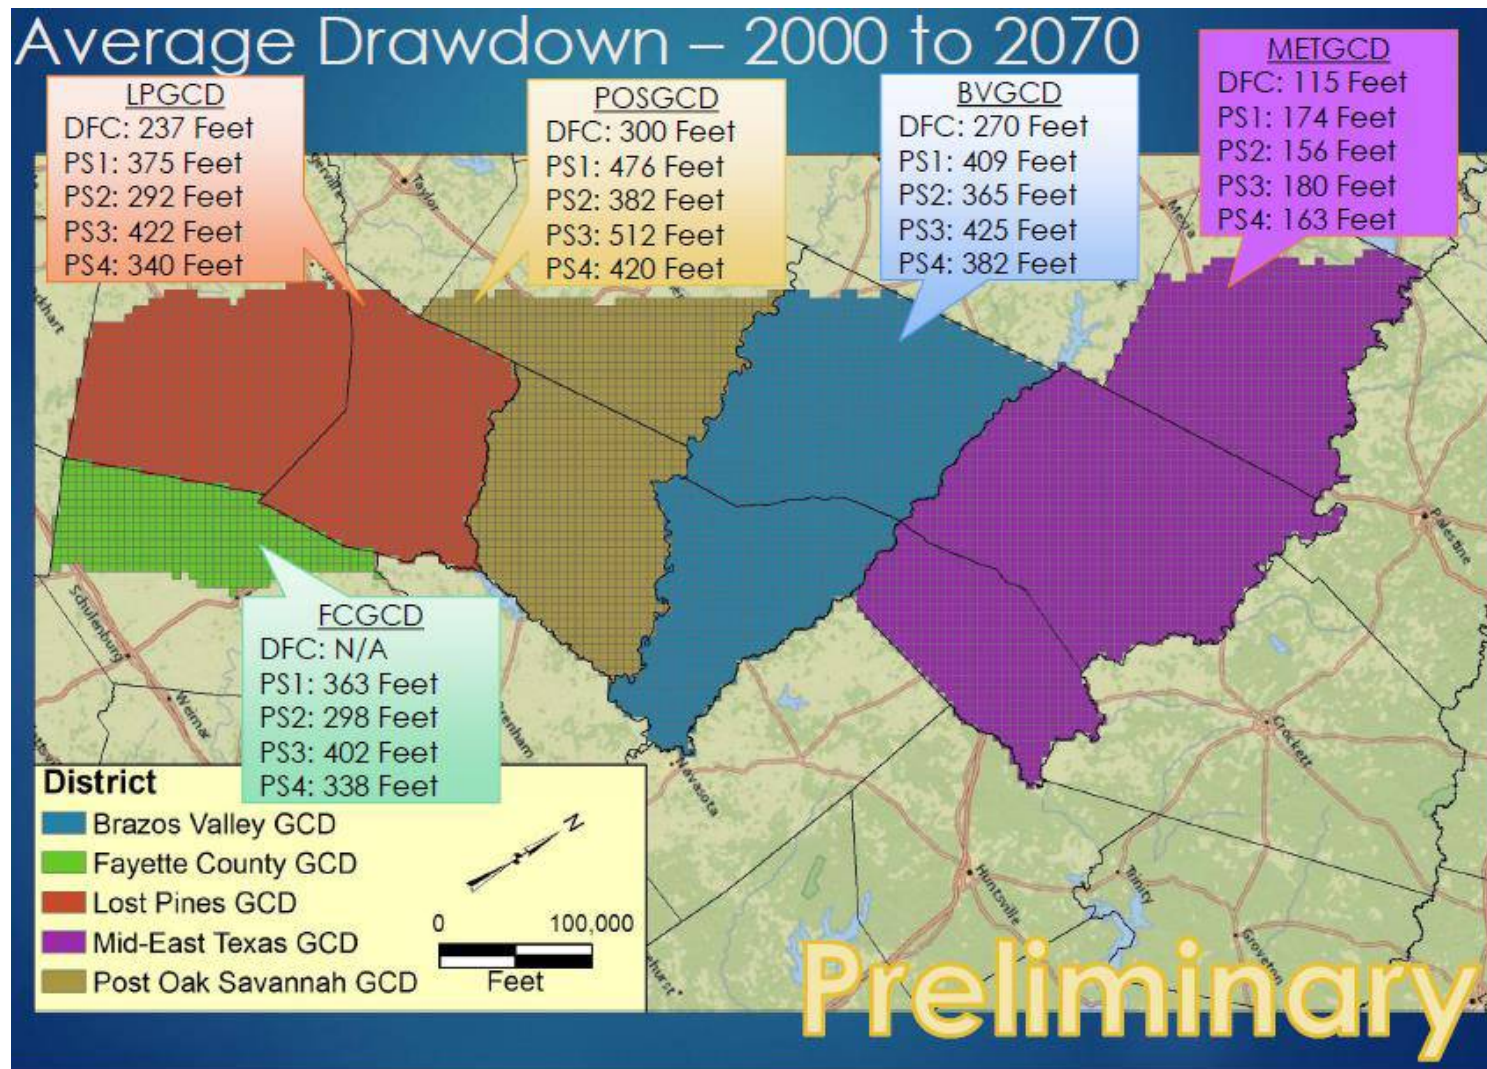 Average Drawdown – 2000 to 2070
LPGCD
DFC: 237 Feet
PS1: 375 Feet
PS2: 292 Feet
PS3: 422 Feet
PS4: 340 Feet
POSGCD
DFC: 300 Feet
PS1: 476 Feet
PS2: 382 Feet
PS3: 512 Feet
PS4: 420 Feet
BVGCD
DFC: 270 Feet
PS1: 409 Feet
PS2: 365 Feet
PS3: 425 Feet
PS4: 382 Feet
METGCD
DFC: 115 Feet
PS1: 174 Feet
PS2: 156 Feet
PS3: 180 Feet
PS4: 163 Feet
Taylor
Palestine
Schulenburg
Weimar
Navasota
Crockett
Huntsville
Trinity
Groveton
FCGCD
DFC: N/A
PS1: 363 Feet
PS2: 298 Feet
PS3: 402 Feet
PS4: 338 Feet
District
Brazos Valley GCD
Fayette County GCD
Lost Pines GCD
Mid-East Texas GCD
Post Oak Savannah GCD
N
0 100,000
Feet
Preliminary